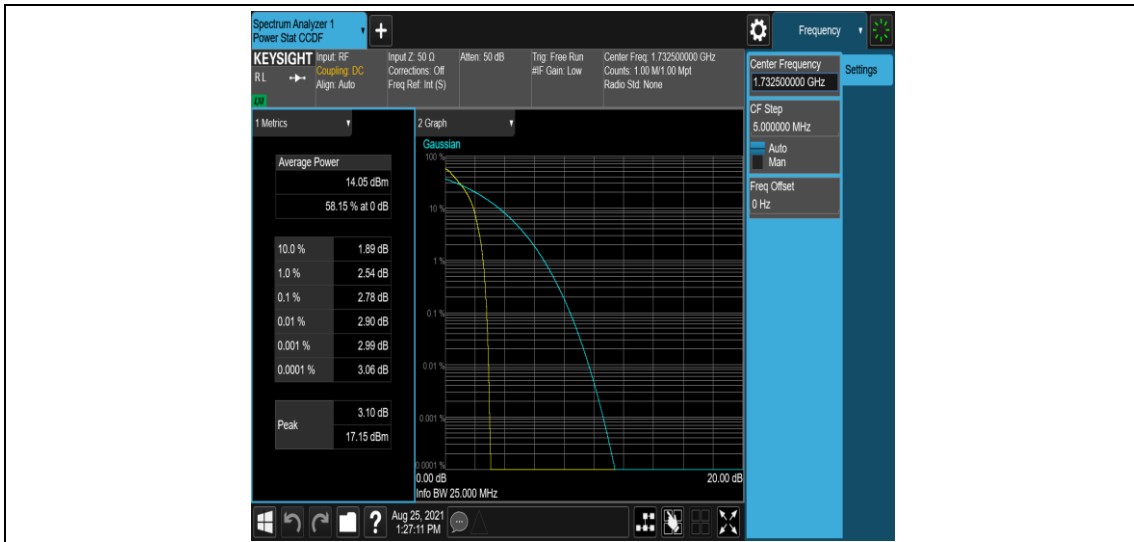 Spectrum Analyzer 1
Power Stat CCDF
+
Frequency
KEYSIGHT Input: RF Input Z: 50 Ω Atten: 50 dB Trig: Free Run Center Freq: 1.732500000 GHz
RL Coupling: DC Corrections: Off #IF Gain: Low Counts: 1.00 M/1.00 Mpt
Align: Auto Freq Ref: Int (S) Radio Std: None
Center Frequency
1.732500000 GHz
Settings
CF Step
5.000000 MHz
Auto
Man
Freq Offset
0 Hz
1 Metrics
Average Power
14.05 dBm
58.15 % at 0 dB
10.0 % 1.89 dB
1.0 % 2.54 dB
0.1 % 2.78 dB
0.01 % 2.90 dB
0.001 % 2.99 dB
0.0001 % 3.06 dB
Peak 3.10 dB
17.15 dBm
2 Graph
Gaussian
100 %
10 %
1 %
0.1 %
0.01 %
0.001 %
0.0001 %
0.00 dB 20.00 dB
Info BW 25.000 MHz
? Aug 25, 2021
1:27:11 PM